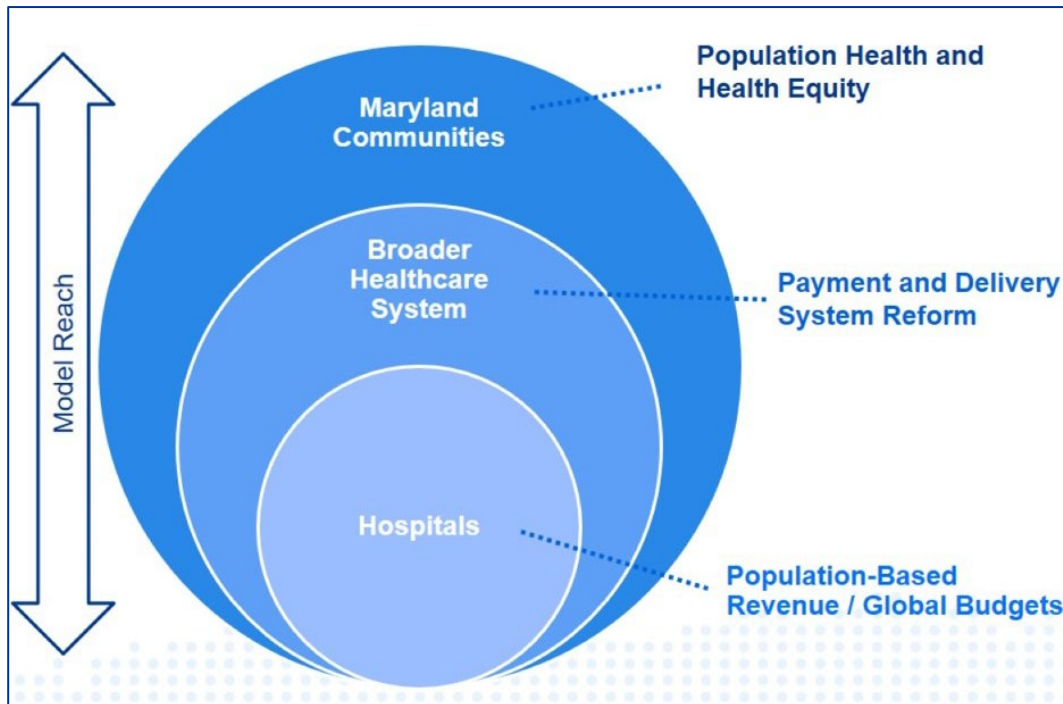 Population Health and
Health Equity
Maryland
Communities
Broader
Healthcare
System
Payment and Delivery
System Reform
Model Reach
Hospitals
Population-Based
Revenue / Global Budgets